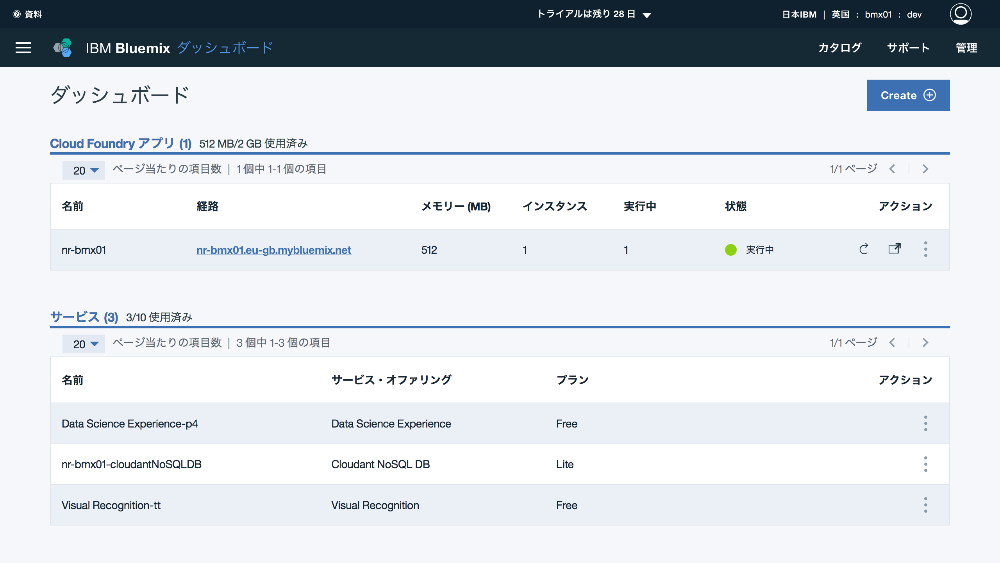 資料
トライアルは残り 28 日
日本IBM | 英国 : bmx01 : dev
IBM Bluemix ダッシュボード
カタログ サポート 管理
ダッシュボード
Create
Cloud Foundry アプリ (1) 512 MB/2 GB 使用済み
20 ページ当たりの項目数 | 1 個中 1-1 個の項目 1/1 ページ
名前 経路 メモリー (MB) インスタンス 実行中 状態 アクション
nr-bmx01 nr-bmx01.eu-gb.mybluemix.net 512 1 1 実行中
サービス (3) 3/10 使用済み
20 ページ当たりの項目数 | 3 個中 1-3 個の項目 1/1 ページ
名前 サービス・オファリング プラン アクション
Data Science Experience-p4 Data Science Experience Free
nr-bmx01-cloudantNoSQLDB Cloudant NoSQL DB Lite
Visual Recognition-tt Visual Recognition Free